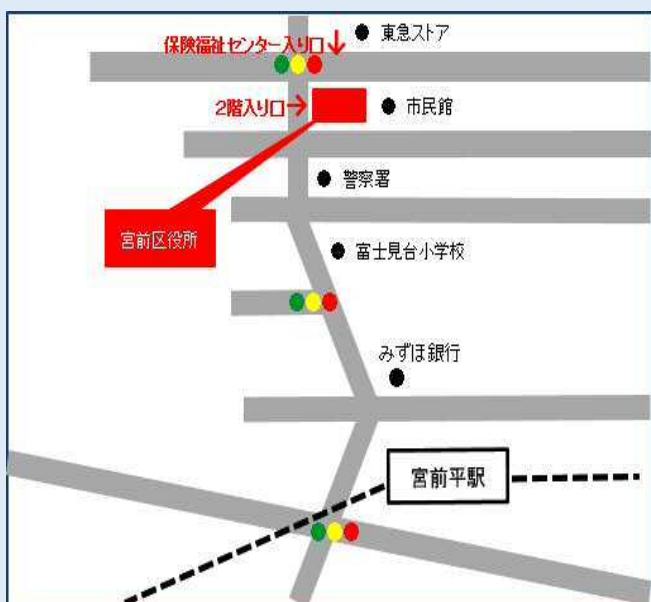 東急ストア
保険福祉センター入り口↓
2階入り口→
市民館
警察署
宮前区役所
富士見台小学校
みずほ銀行
宮前平駅